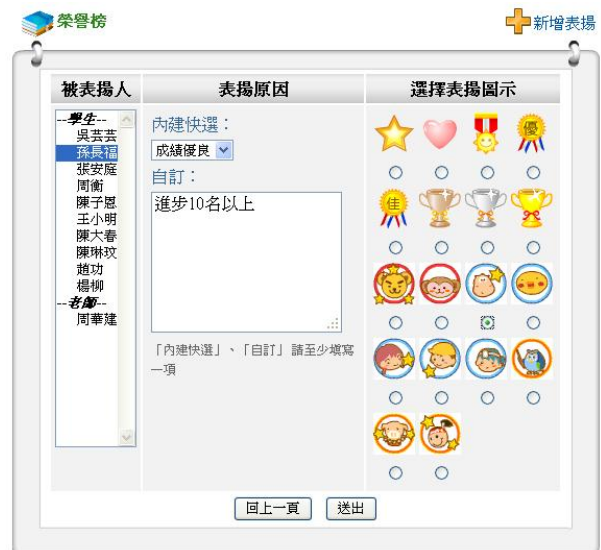 榮譽榜
新增表揚
被表揚人
表揚原因
選擇表揚圖示
--學生--
吳芸芸
孫長福
張安庭
周衡
陳子恩
王小明
陳大春
陳琳玟
趙功
楊柳
--老師--
周華建
內建快選：
成績優良
自訂：
進步10名以上
「內建快選」、「自訂」請至少填寫
一項
優
佳
回上一頁
送出